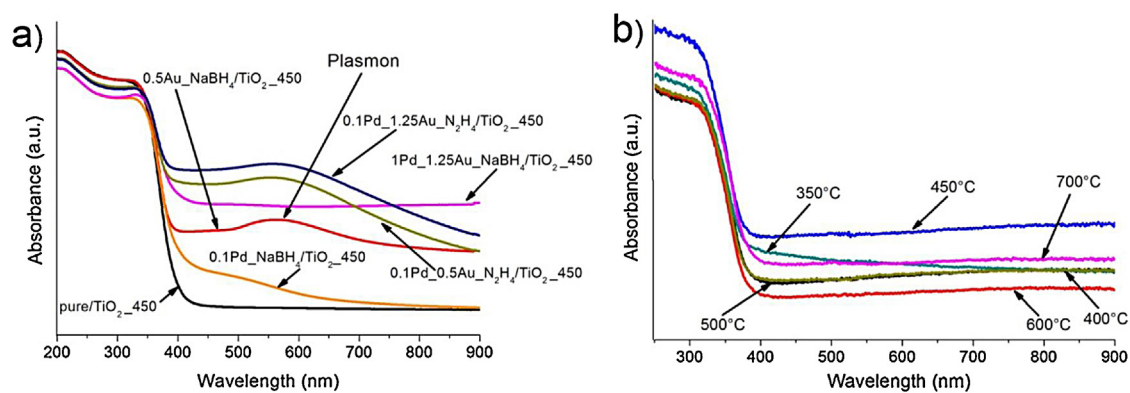 a)
Absorbance (a.u.)
0.5Au_NaBH₄/TiO₂_450
Plasmon
0.1Pd_1.25Au_N₂H₄/TiO₂_450
1Pd_1.25Au_NaBH₄/TiO₂_450
0.1Pd_NaBH₄/TiO₂_450
0.1Pd_0.5Au_N₂H₄/TiO₂_450
pure/TiO₂_450
200 300 400 500 600 700 800 900
Wavelength (nm)
b)
Absorbance (a.u.)
350°C
450°C
700°C
500°C
600°C
400°C
300 400 500 600 700 800 900
Wavelength (nm)